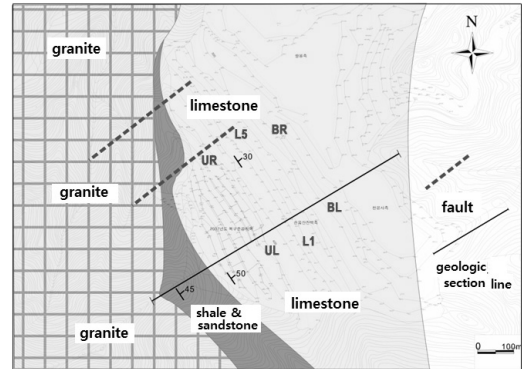 N
granite
limestone
L5
BR
UR
30
granite
BL
fault
UL
L1
50
45
geologic
section line
shale &
sandstone
limestone
granite
0 100m